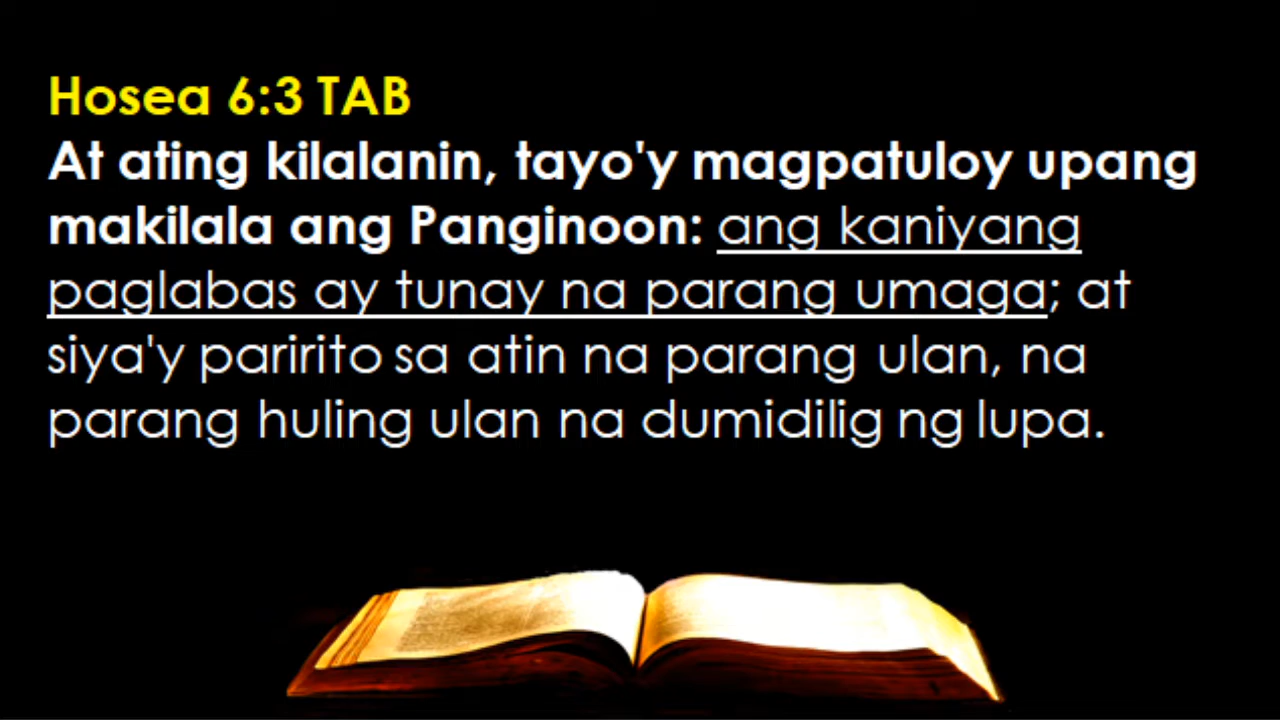 Hosea 6:3 TAB
At ating kilalanin, tayo'y magpatuloy upang
makilala ang Panginoon: ang kaniyang
paglabas ay tunay na parang umaga; at
siya'y paririto sa atin na parang ulan, na
parang huling ulan na dumidilig ng lupa.